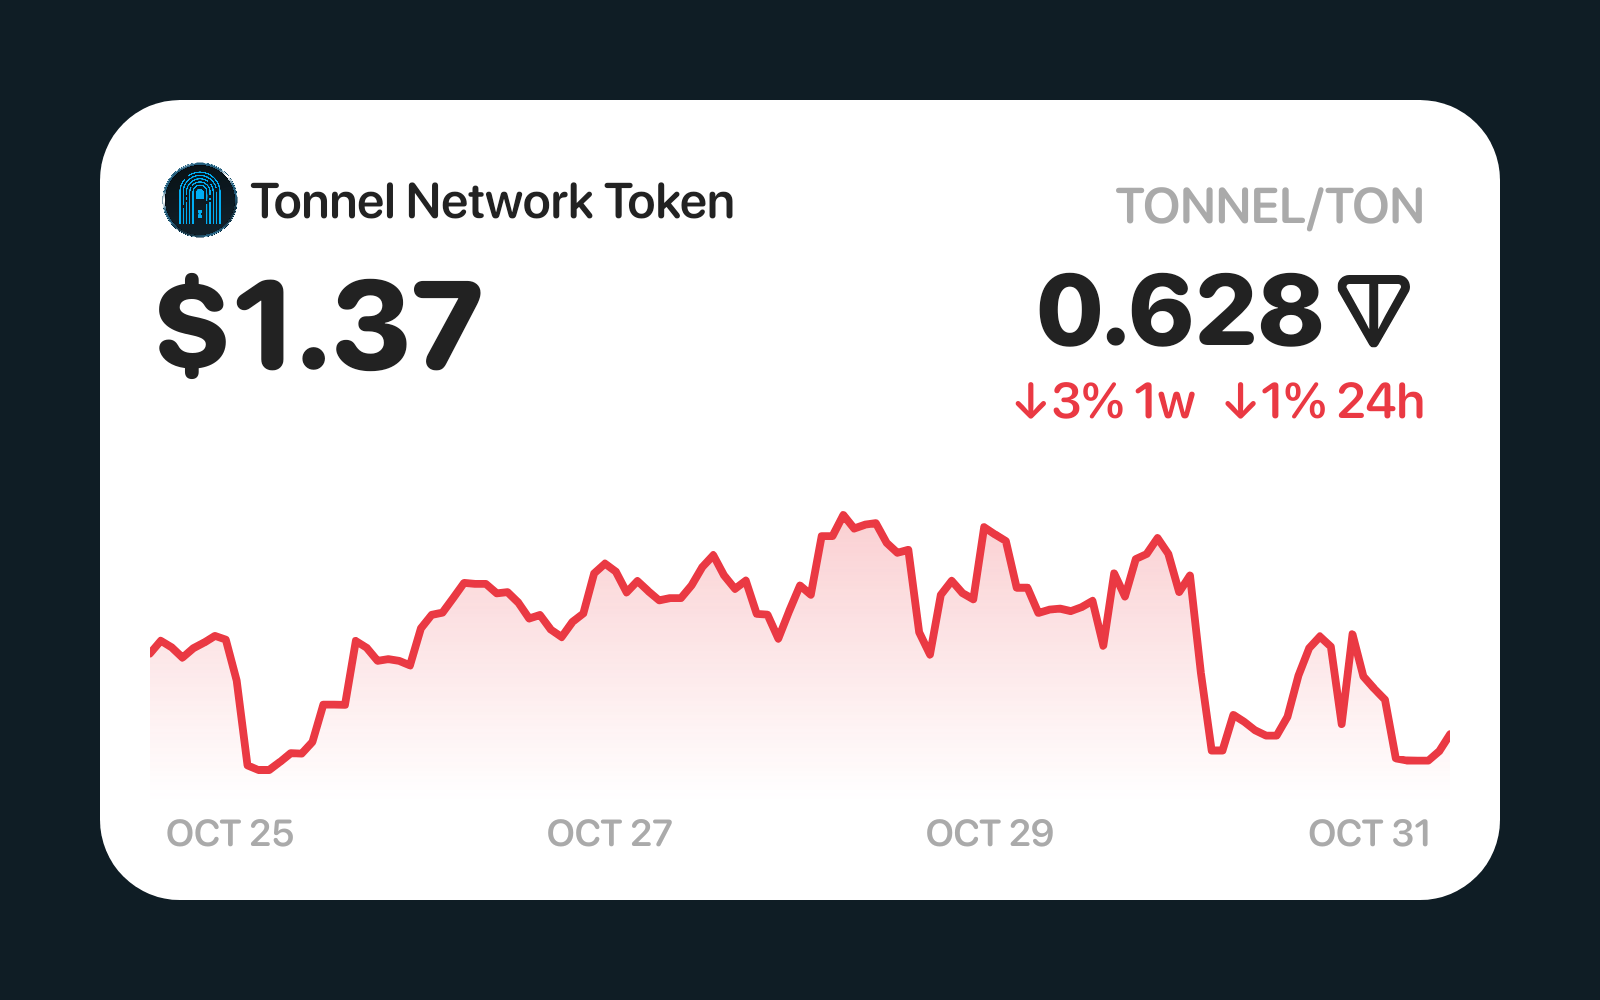 Tonnel Network Token
TONNEL/TON
$1.37
0.628
↓3% 1w ↓1% 24h
OCT 25 OCT 27 OCT 29 OCT 31